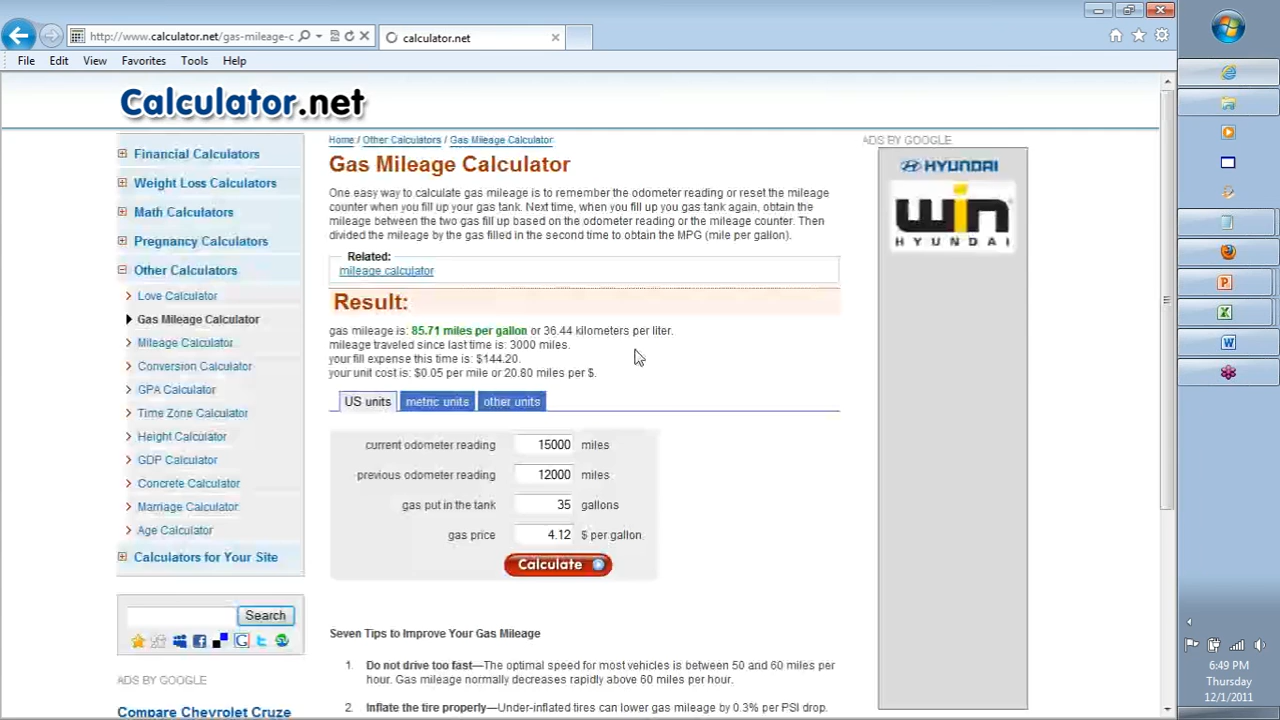 http://www.calculator.net/gas-mileage-c
calculator.net
File Edit View Favorites Tools Help
Calculator.net
Financial Calculators
Weight Loss Calculators
Math Calculators
Pregnancy Calculators
Other Calculators
Love Calculator
Gas Mileage Calculator
Mileage Calculator
Conversion Calculator
GPA Calculator
Time Zone Calculator
Height Calculator
GDP Calculator
Concrete Calculator
Marriage Calculator
Age Calculator
Calculators for Your Site
Search
ADS BY GOOGLE
Compare Chevrolet Cruze
Home / Other Calculators / Gas Mileage Calculator
Gas Mileage Calculator
One easy way to calculate gas mileage is to remember the odometer reading or reset the mileage
counter when you fill up your gas tank. Next time, when you fill up you gas tank again, obtain the
mileage between the two gas fill up based on the odometer reading or the mileage counter. Then
divided the mileage by the gas filled in the second time to obtain the MPG (mile per gallon).
Related:
mileage calculator
Result:
gas mileage is: 85.71 miles per gallon or 36.44 kilometers per liter.
mileage traveled since last time is: 3000 miles.
your fill expense this time is: $144.20.
your unit cost is: $0.05 per mile or 20.80 miles per $.
US units metric units other units
current odometer reading 15000 miles
previous odometer reading 12000 miles
gas put in the tank 35 gallons
gas price 4.12 $ per gallon
Calculate
Seven Tips to Improve Your Gas Mileage
1. Do not drive too fast—The optimal speed for most vehicles is between 50 and 60 miles per
hour. Gas mileage normally decreases rapidly above 60 miles per hour.
2. Inflate the tire properly—Under-inflated tires can lower gas mileage by 0.3% per PSI drop.
ADS BY GOOGLE
HYUNDAI
win
HYUNDAI
6:49 PM
Thursday
12/1/2011